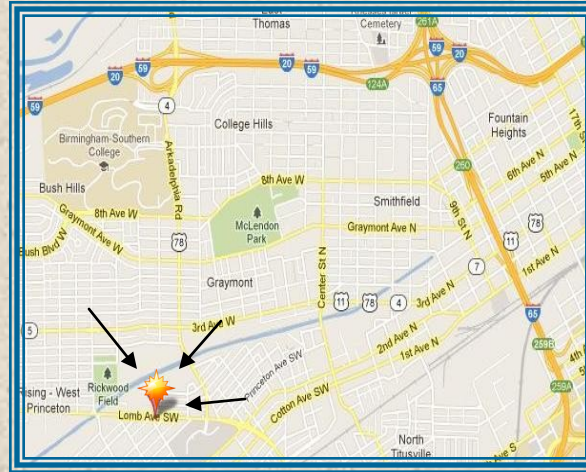 Thomas
Cemetery
261A
59
20
65
20
59
20
59
124A
59
4
College Hills
Birmingham-Southern
College
Arkadelphia Rd
Fountain
Heights
17th St N
260
6th Ave N
5th Ave N
Bush Hills
8th Ave W
8th Ave W
Smithfield
9th St N
Graymont Ave W
McLendon
Park
Graymont Ave N
78
Bush Blvd W
78
11
7
1st Ave N
Graymont
Center St N
11
78
4
3rd Ave N
5
3rd Ave W
65
2nd Ave N
1st Ave N
259B
Rickwood
Field
Princeton Ave SW
Rising - West
Princeton
Lomb Ave SW
Cotton Ave SW
259A
North
Titusville